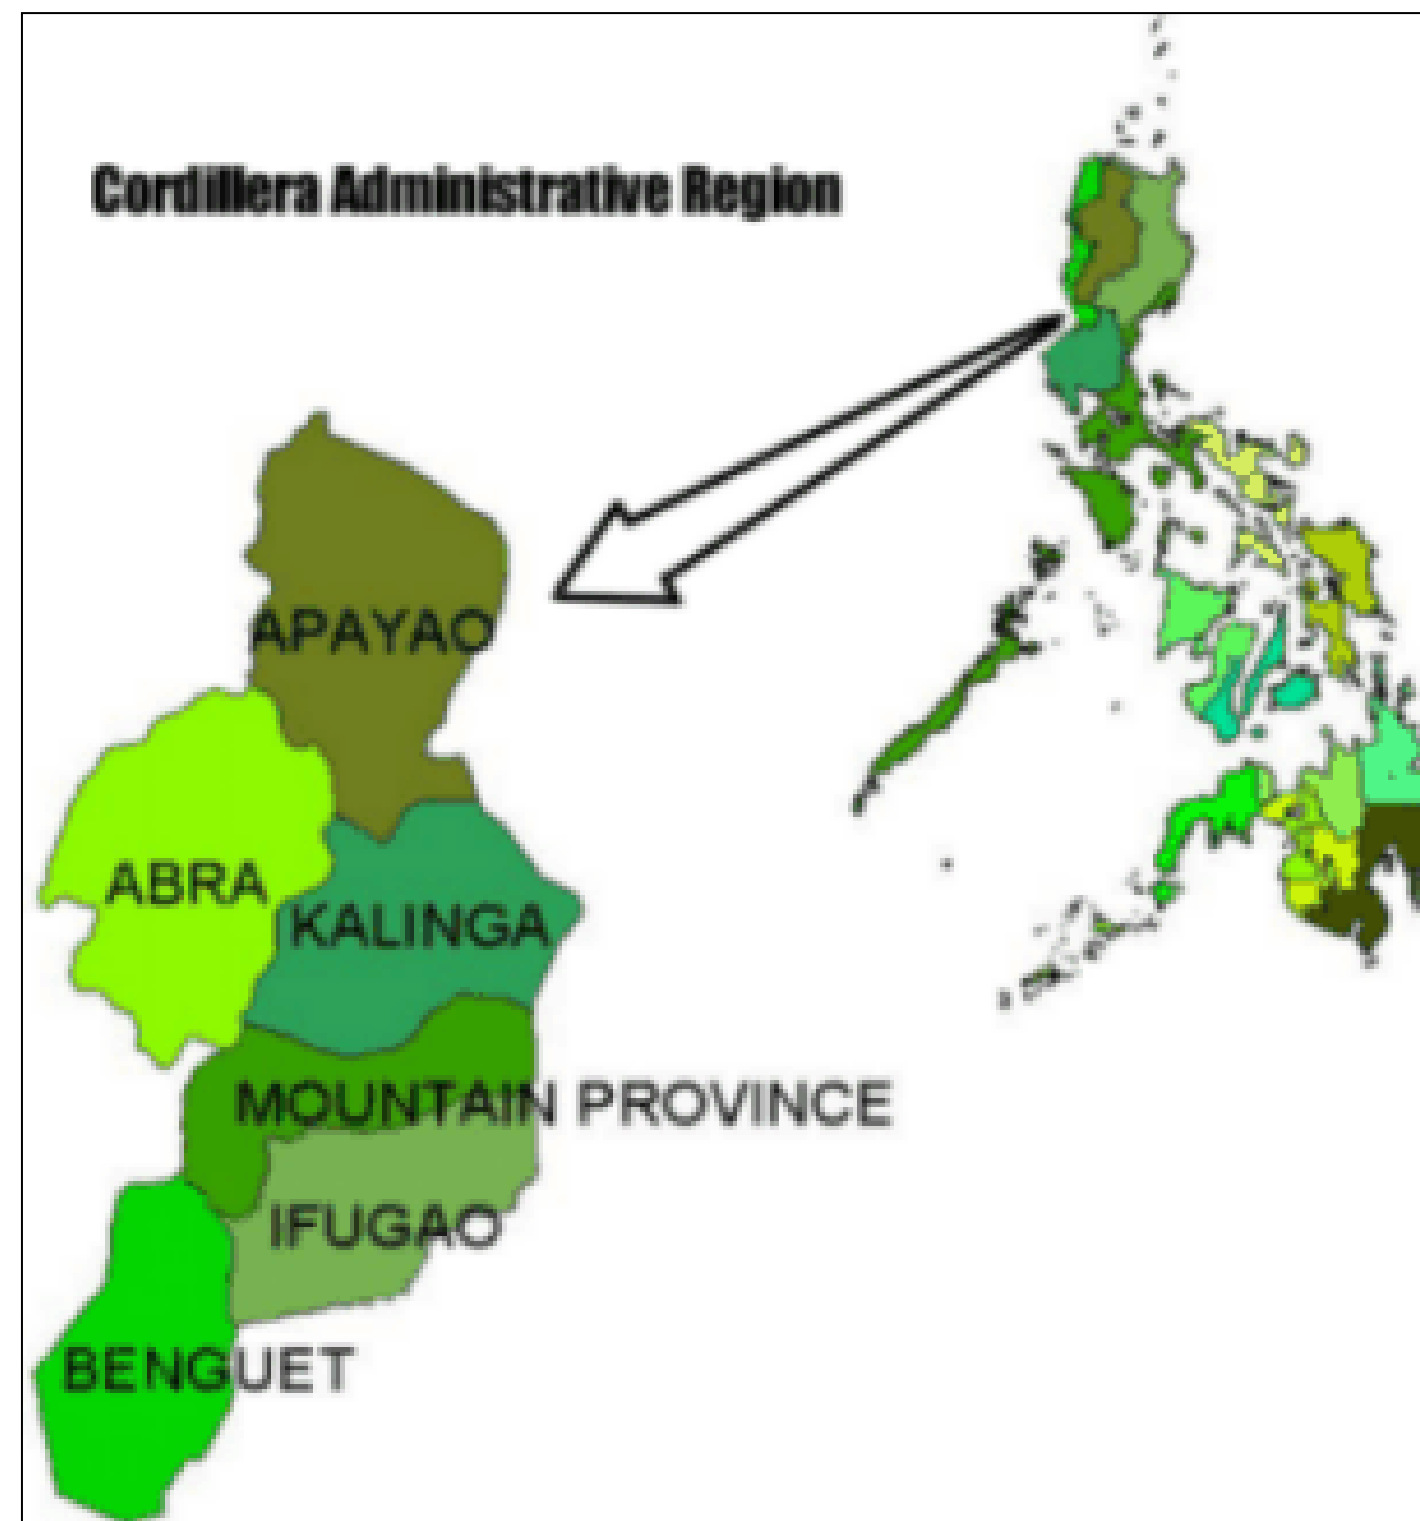 Cordillera Administrative Region
APAYAO
ABRA
KALINGA
MOUNTAIN PROVINCE
IFUGAO
BENGUET